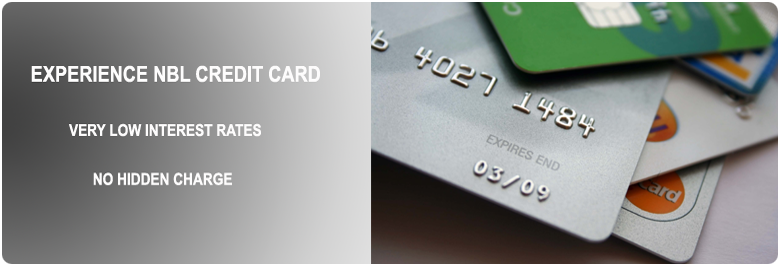 EXPERIENCE NBL CREDIT CARD
VERY LOW INTEREST RATES
NO HIDDEN CHARGE
4027 1484
EXPIRES END
03/09